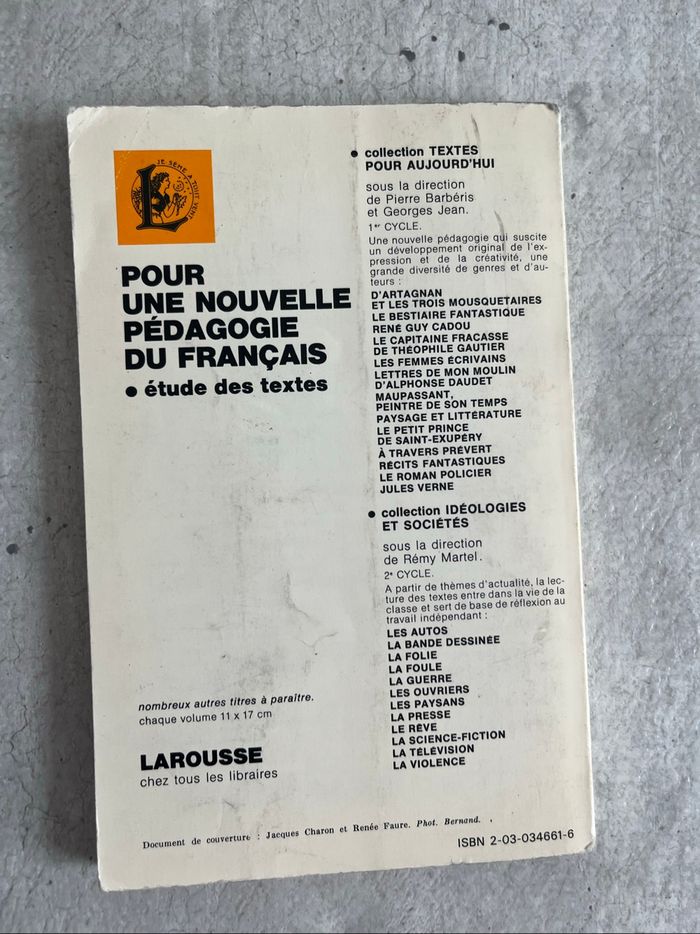 JE SÈME A TOUT VENT
POUR
UNE NOUVELLE
PÉDAGOGIE
DU FRANÇAIS
● étude des textes
nombreux autres titres à paraître.
chaque volume 11 x 17 cm
LAROUSSE
chez tous les libraires
● collection TEXTES
POUR AUJOURD'HUI
sous la direction
de Pierre Barbéris
et Georges Jean.
1er CYCLE.
Une nouvelle pédagogie qui suscite
un développement original de l'ex-
pression et de la créativité, une
grande diversité de genres et d'au-
teurs :
D'ARTAGNAN
ET LES TROIS MOUSQUETAIRES
LE BESTIAIRE FANTASTIQUE
RENÉ GUY CADOU
LE CAPITAINE FRACASSE
DE THÉOPHILE GAUTIER
LES FEMMES ÉCRIVAINS
LETTRES DE MON MOULIN
D'ALPHONSE DAUDET
MAUPASSANT,
PEINTRE DE SON TEMPS
PAYSAGE ET LITTÉRATURE
LE PETIT PRINCE
DE SAINT-EXUPÉRY
À TRAVERS PRÉVERT
RÉCITS FANTASTIQUES
LE ROMAN POLICIER
JULES VERNE
● collection IDÉOLOGIES
ET SOCIÉTÉS
sous la direction
de Rémy Martel.
2e CYCLE.
A partir de thèmes d'actualité, la lec-
ture des textes entre dans la vie de la
classe et sert de base de réflexion au
travail indépendant :
LES AUTOS
LA BANDE DESSINÉE
LA FOLIE
LA FOULE
LA GUERRE
LES OUVRIERS
LES PAYSANS
LA PRESSE
LE RÊVE
LA SCIENCE-FICTION
LA TÉLÉVISION
LA VIOLENCE
Document de couverture : Jacques Charon et Renée Faure. Phot. Bernand.
ISBN 2-03-034661-6